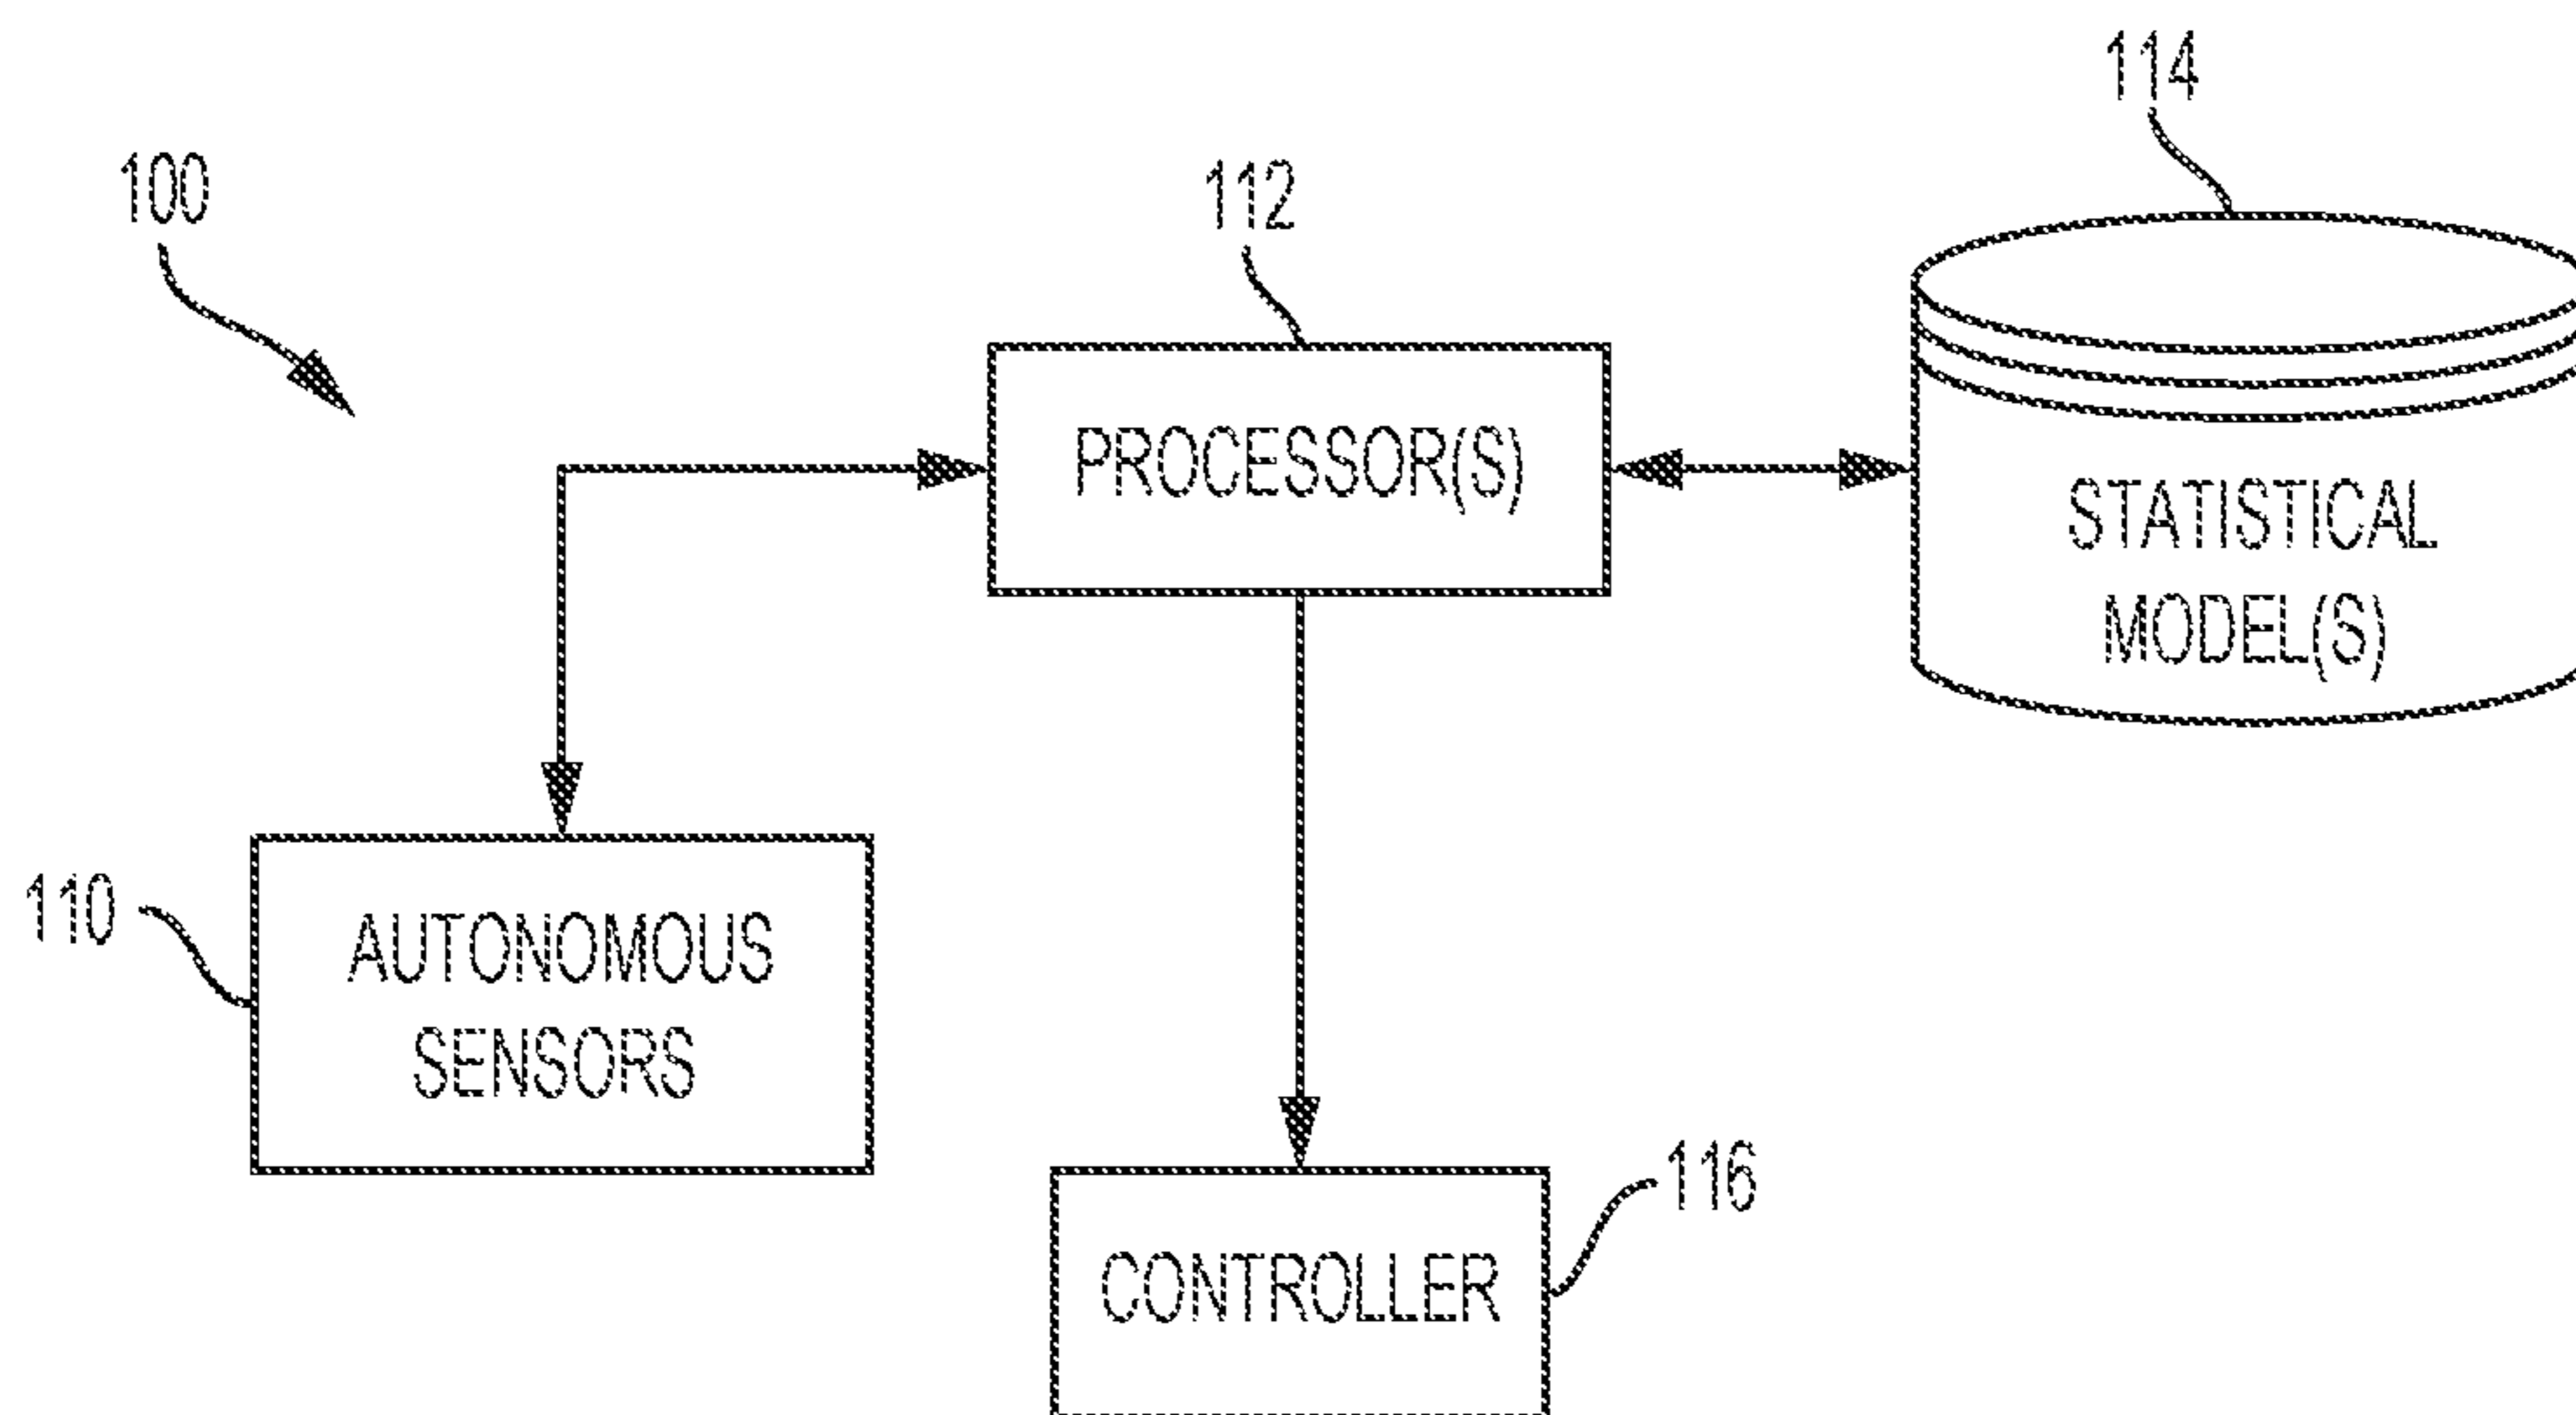 114
100
112
PROCESSOR(S)
STATISTICAL
MODEL(S)
110
AUTONOMOUS
SENSORS
116
CONTROLLER